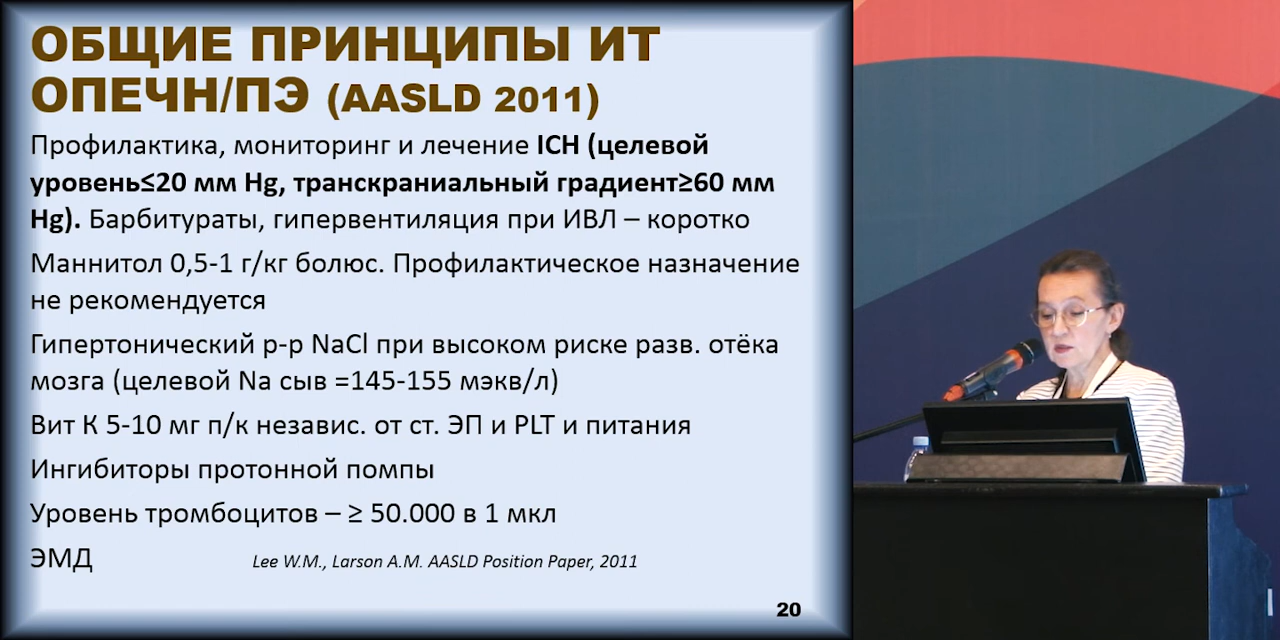 ОБЩИЕ ПРИНЦИПЫ ИТ
ОПЕЧН/ПЭ (AASLD 2011)
Профилактика, мониторинг и лечение ICH (целевой
уровень≤20 мм Hg, транскраниальный градиент≥60 мм
Hg). Барбитураты, гипервентиляция при ИВЛ – коротко
Маннитол 0,5-1 г/кг болюс. Профилактическое назначение
не рекомендуется
Гипертонический р-р NaCl при высоком риске разв. отёка
мозга (целевой Na сыв =145-155 мэкв/л)
Вит К 5-10 мг п/к независ. от ст. ЭП и PLT и питания
Ингибиторы протонной помпы
Уровень тромбоцитов – ≥ 50.000 в 1 мкл
ЭМД Lee W.M., Larson A.M. AASLD Position Paper, 2011
20